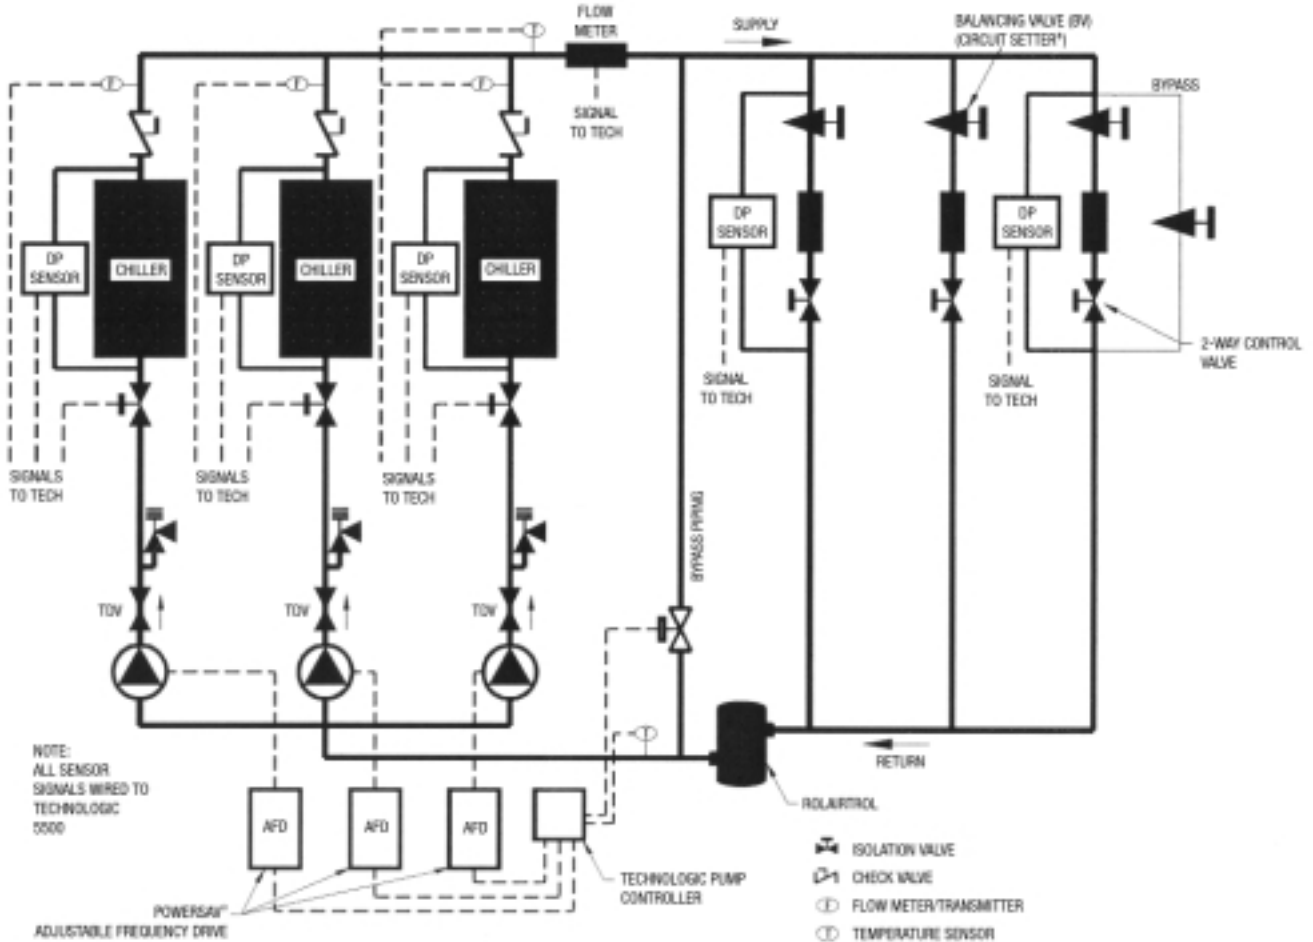 FLOW
METER
SUPPLY
BALANCING VALVE (BV)
(CIRCUIT SETTER*)
BYPASS
T
F
F
F
SIGNAL
TO TECH
DP
SENSOR
CHILLER
DP
SENSOR
CHILLER
DP
SENSOR
CHILLER
DP
SENSOR
DP
SENSOR
2-WAY CONTROL
VALVE
SIGNAL
TO TECH
SIGNAL
TO TECH
SIGNALS
TO TECH
SIGNALS
TO TECH
SIGNALS
TO TECH
BYPASS PIPING
TDV
TDV
TDV
T
NOTE:
ALL SENSOR
SIGNALS WIRED TO
TECHNOLOGIC
5500
RETURN
ROLAIRTROL
AFD
AFD
AFD
TECHNOLOGIC PUMP
CONTROLLER
POWERSAV™
ADJUSTABLE FREQUENCY DRIVE
ISOLATION VALVE
CHECK VALVE
FLOW METER/TRANSMITTER
TEMPERATURE SENSOR